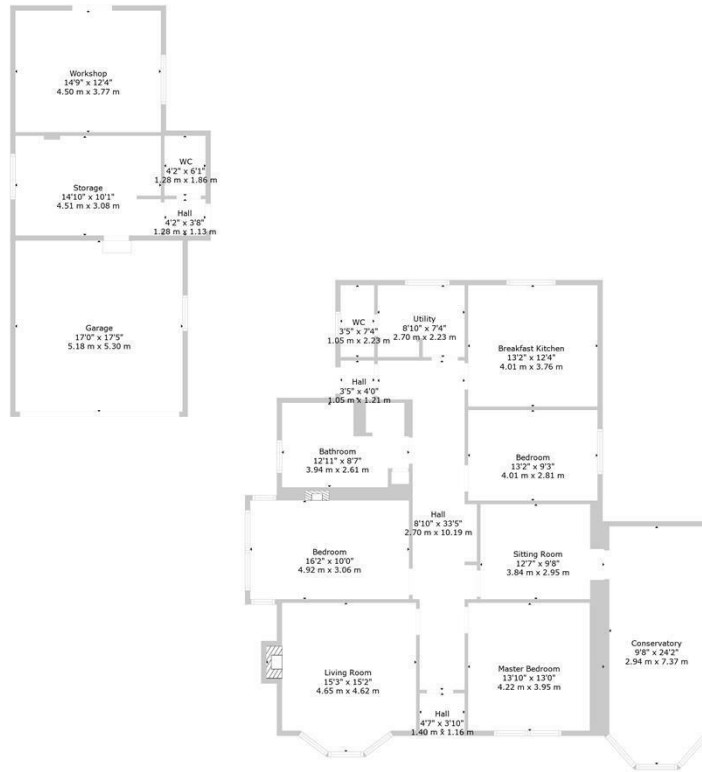 Workshop
14'9" x 12'4"
4.50 m x 3.77 m
WC
4'2" x 6'1"
1.28 m x 1.86 m
Storage
14'10" x 10'1"
4.51 m x 3.08 m
Hall
4'2" x 3'8"
1.28 m x 1.13 m
Garage
17'0" x 17'5"
5.18 m x 5.30 m
WC
3'5" x 7'4"
1.05 m x 2.23 m
Utility
8'10" x 7'4"
2.70 m x 2.23 m
Breakfast Kitchen
13'2" x 12'4"
4.01 m x 3.76 m
Hall
3'5" x 4'0"
1.05 m x 1.21 m
Bathroom
12'11" x 8'7"
3.94 m x 2.61 m
Bedroom
13'2" x 9'3"
4.01 m x 2.81 m
Hall
8'10" x 33'5"
2.70 m x 10.19 m
Bedroom
16'2" x 10'0"
4.92 m x 3.06 m
Sitting Room
12'7" x 9'8"
3.84 m x 2.95 m
Conservatory
9'8" x 24'2"
2.94 m x 7.37 m
Living Room
15'3" x 15'2"
4.65 m x 4.62 m
Master Bedroom
13'10" x 13'0"
4.22 m x 3.95 m
Hall
4'7" x 3'10"
1.40 m x 1.16 m